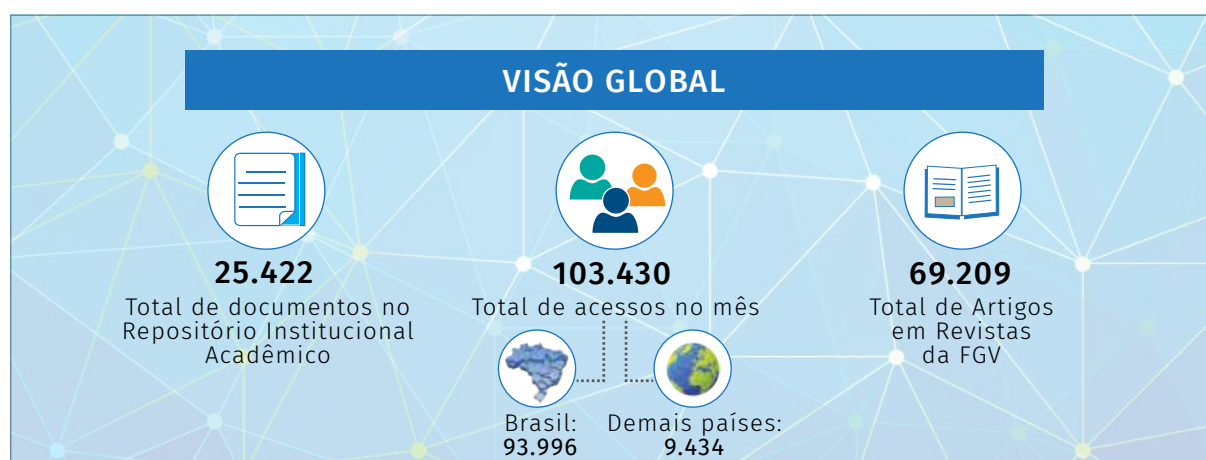 VISÃO GLOBAL
25.422
Total de documentos no
Repositório Institucional
Acadêmico
103.430
Total de acessos no mês
Brasil:
93.996
Demais países:
9.434
69.209
Total de Artigos
em Revistas
da FGV